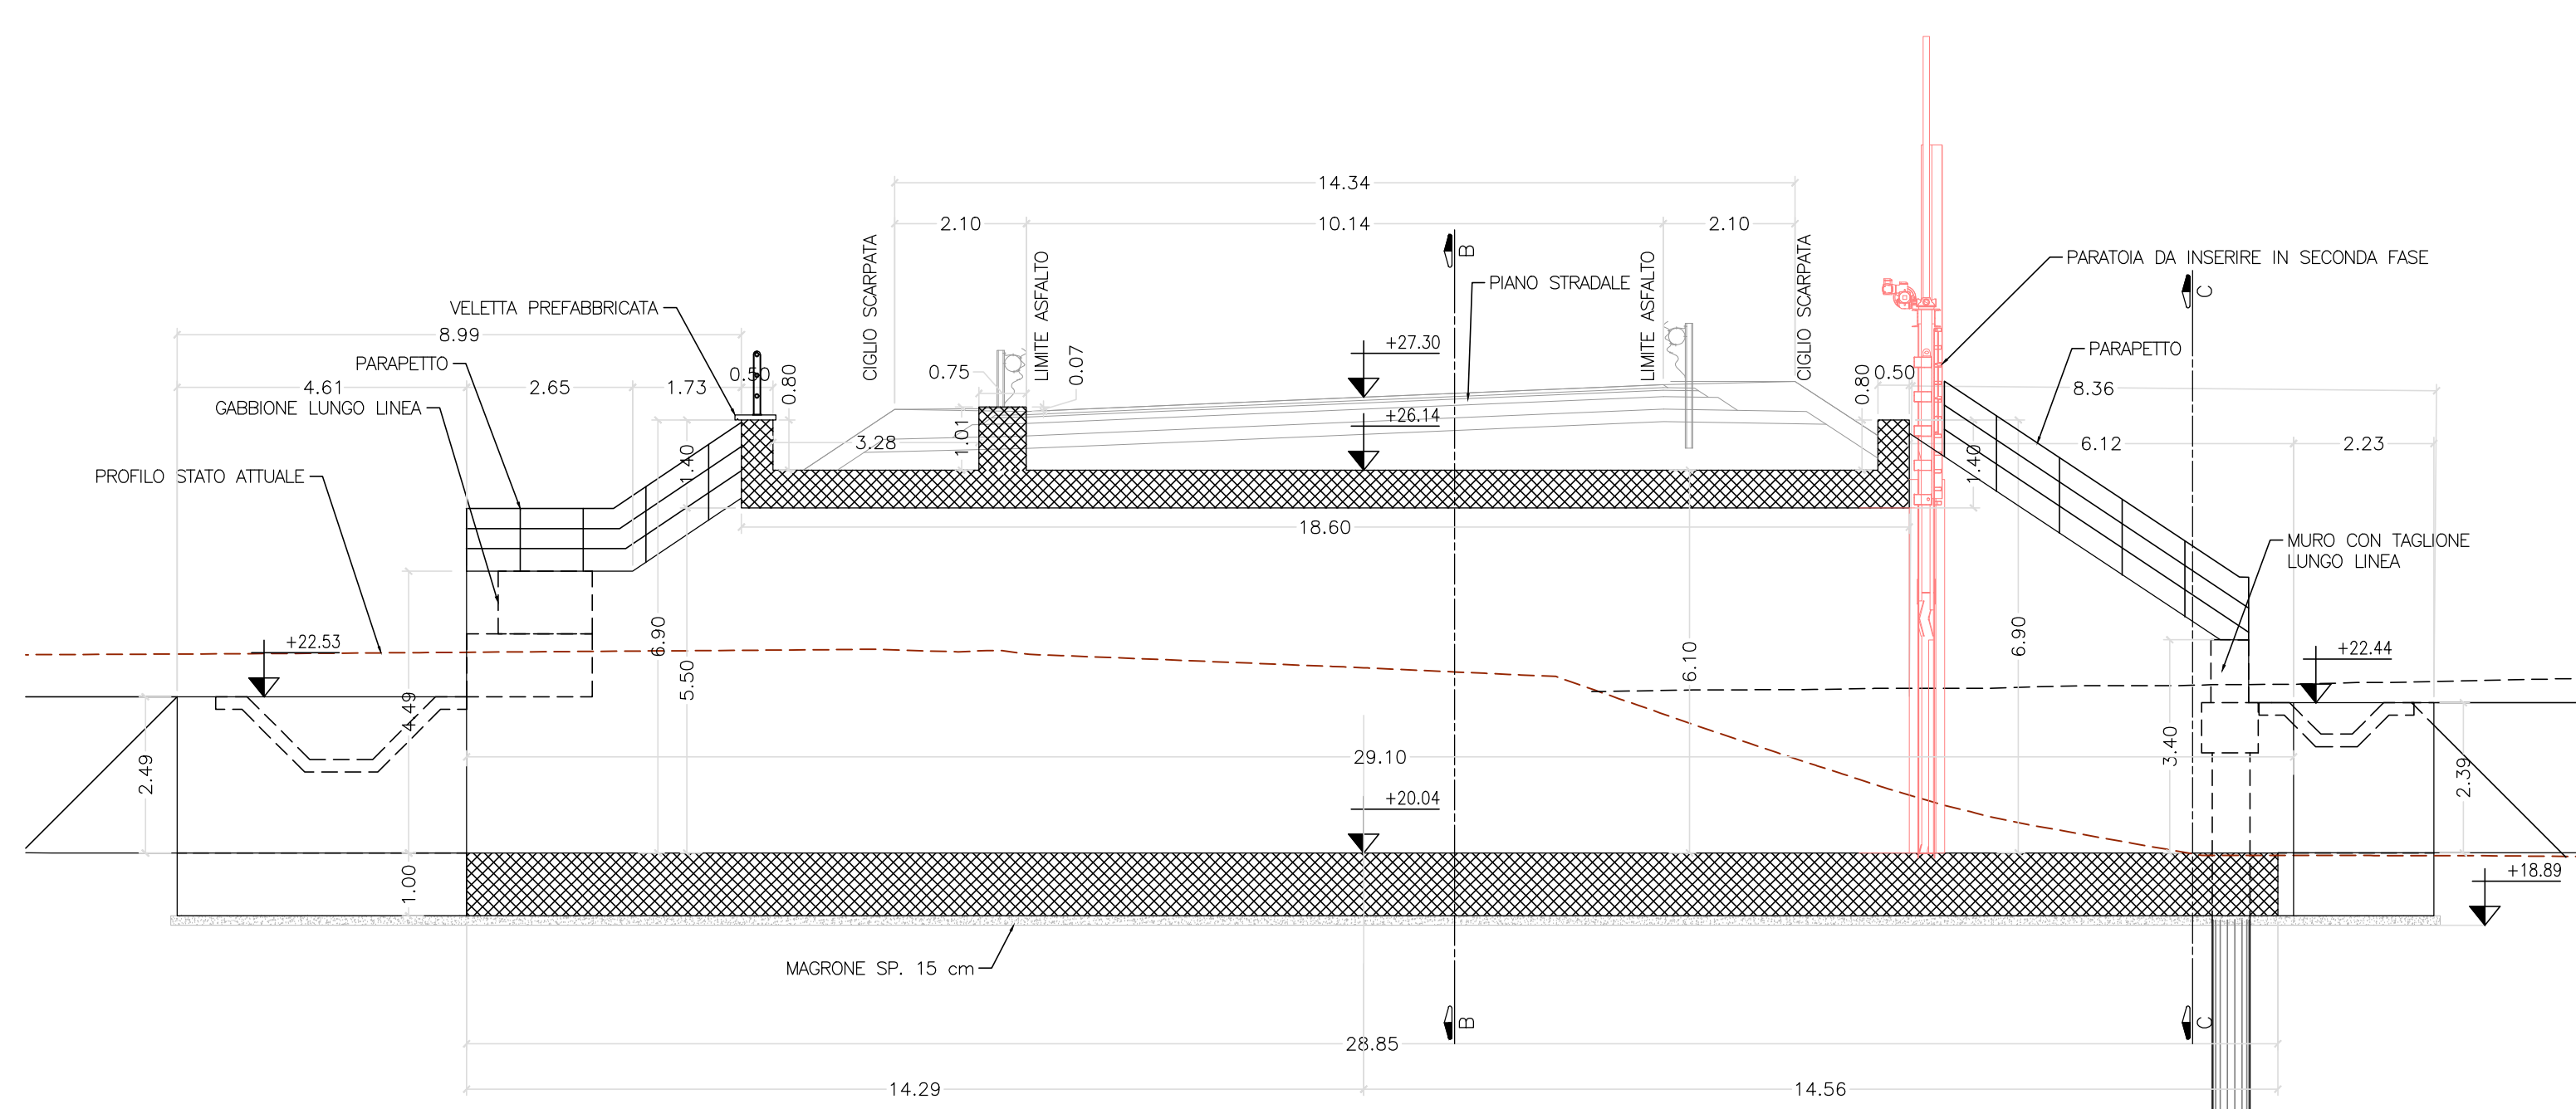 14.34
2.10
10.14
2.10
CIGLIO SCARPATA
LIMITE ASFALTO
B
PIANO STRADALE
LIMITE ASFALTO
CIGLIO SCARPATA
PARATOIA DA INSERIRE IN SECONDA FASE
C
VELETTA PREFABBRICATA
8.99
PARAPETTO
4.61
2.65
1.73
0.50
0.80
0.75
0.07
+27.30
0.80
0.50
PARAPETTO
8.36
GABBIONE LUNGO LINEA
+26.14
3.28
1.01
1.40
1.40
6.12
2.23
PROFILO STATO ATTUALE
18.60
MURO CON TAGLIONE
LUNGO LINEA
+22.53
6.90
5.50
6.10
6.90
+22.44
4.49
2.49
29.10
3.40
2.39
+20.04
1.00
+18.89
MAGRONE SP. 15 cm
B
C
28.85
14.29
14.56